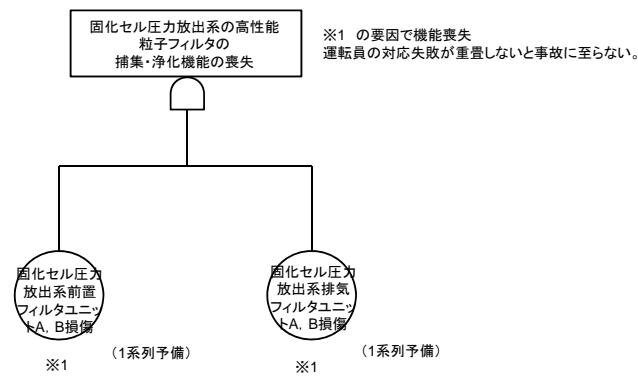 固化セル圧力放出系の高性能
粒子フィルタの
捕集・浄化機能の喪失
※1 の要因で機能喪失
運転員の対応失敗が重畳しないと事故に至らない。
固化セル圧力
放出系前置
フィルタユニッ
トA, B損傷
(1系列予備)
※1
固化セル圧力
放出系排気
フィルタユニッ
トA, B損傷
(1系列予備)
※1